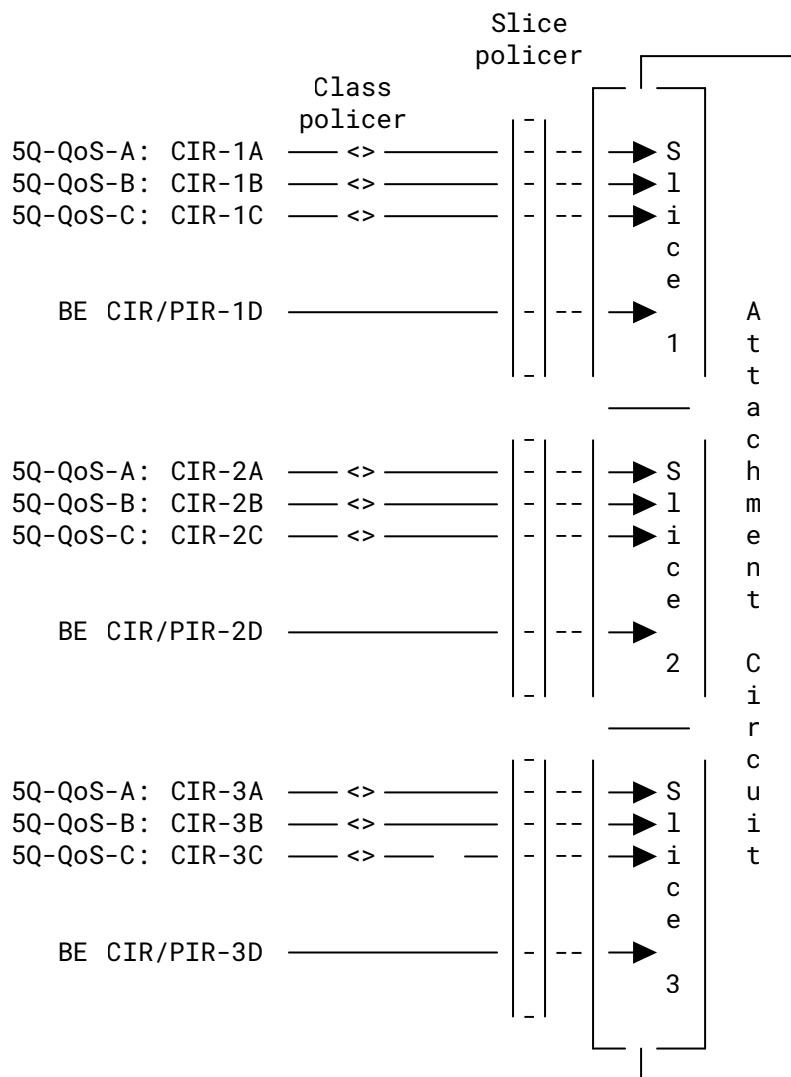 Slice
policer
Class
policer
5Q-QoS-A: CIR-1A <>
5Q-QoS-B: CIR-1B <>
5Q-QoS-C: CIR-1C <>
BE CIR/PIR-1D
Slice 1
5Q-QoS-A: CIR-2A <>
5Q-QoS-B: CIR-2B <>
5Q-QoS-C: CIR-2C <>
BE CIR/PIR-2D
Slice 2
5Q-QoS-A: CIR-3A <>
5Q-QoS-B: CIR-3B <>
5Q-QoS-C: CIR-3C <>
BE CIR/PIR-3D
Slice 3
Attachment Circuit